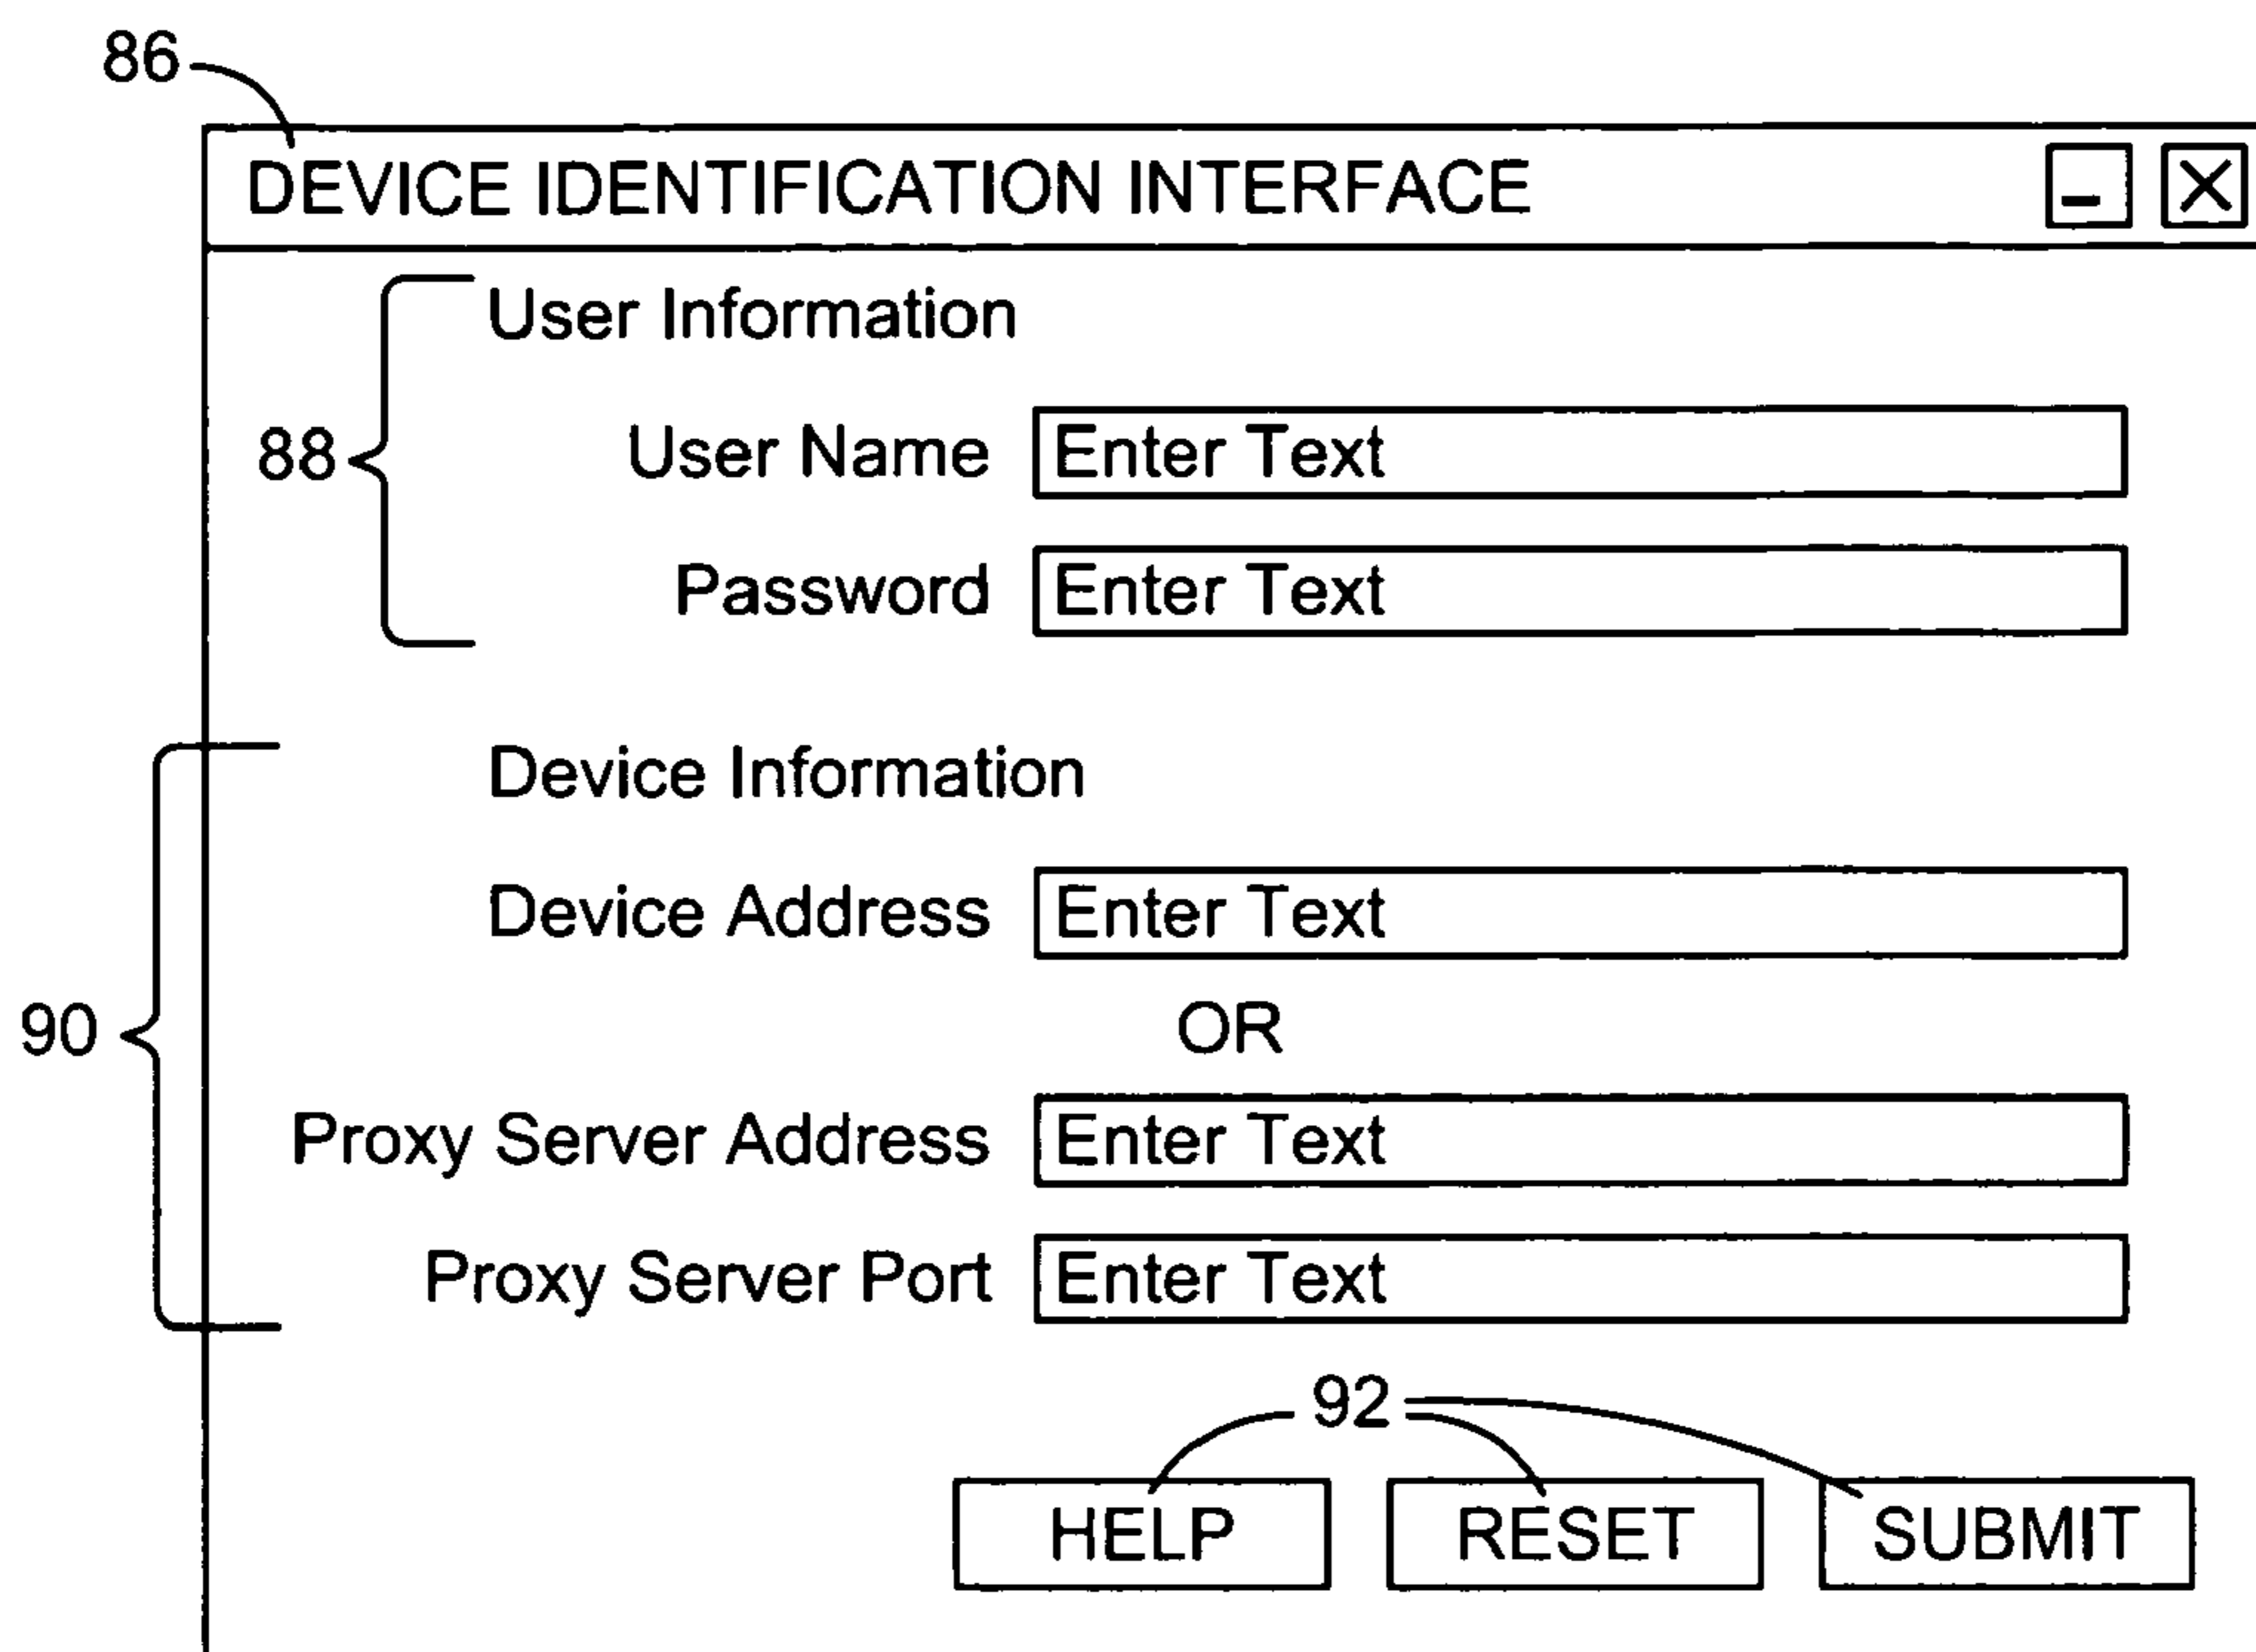 86
DEVICE IDENTIFICATION INTERFACE
User Information
88
User Name Enter Text
Password Enter Text
Device Information
Device Address Enter Text
90
OR
Proxy Server Address Enter Text
Proxy Server Port Enter Text
92
HELP RESET SUBMIT